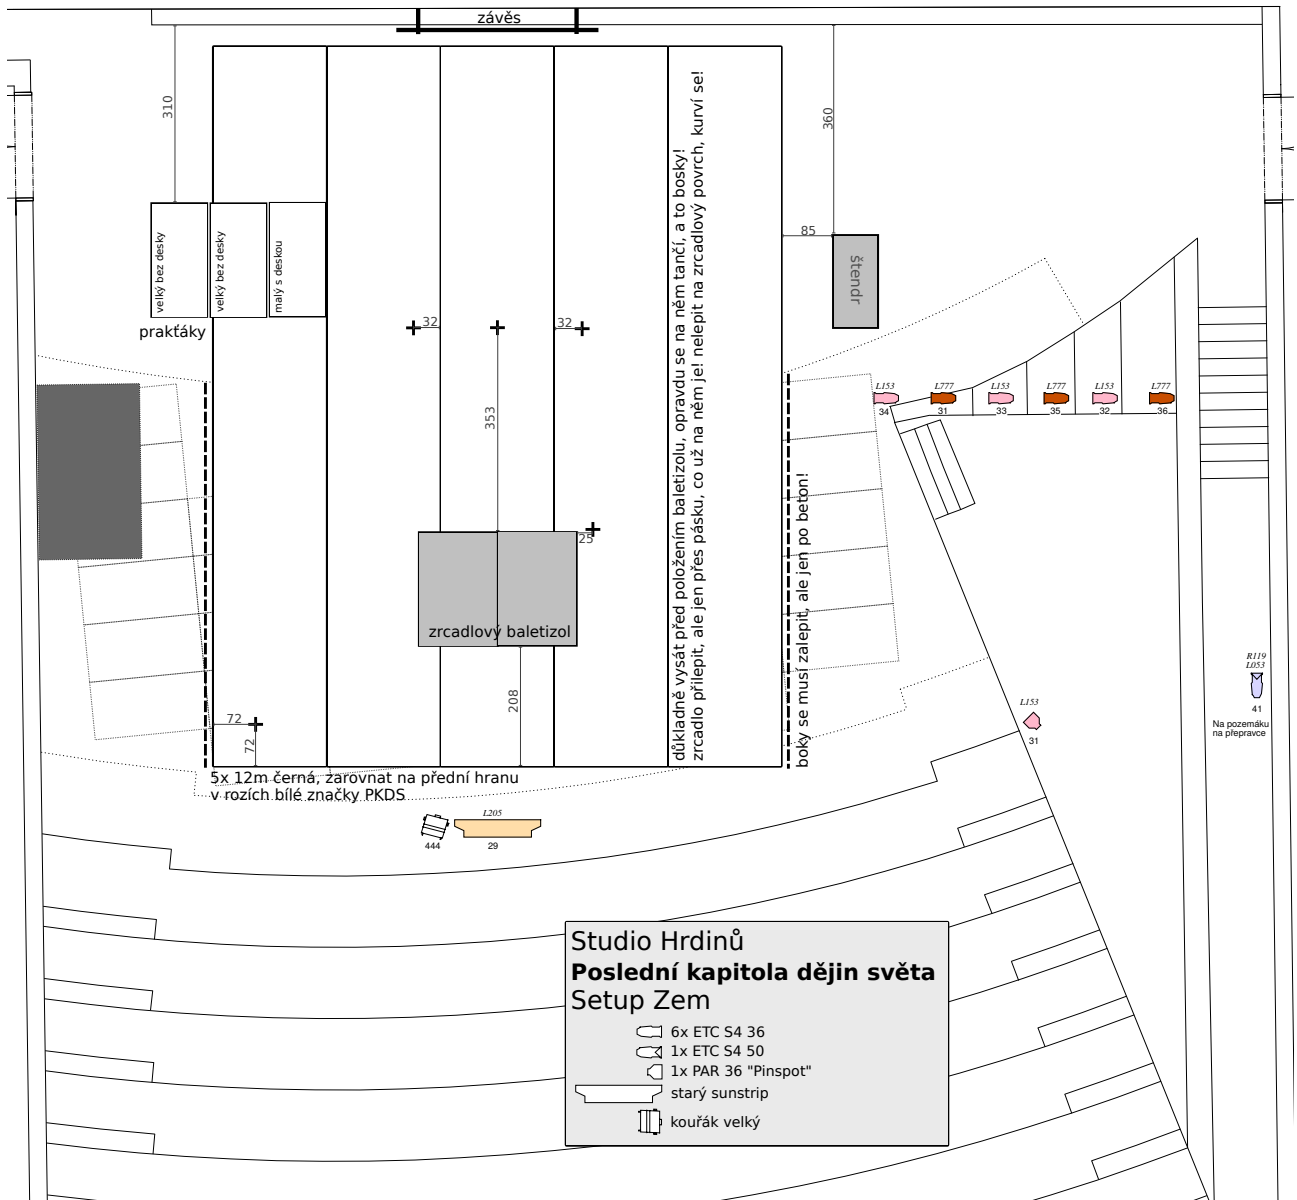 závěs
310
360
85
štendr
velký bez desky
velký bez desky
malý s deskou
prakťáky
32
32
353
důkladně vysát před položením baletizolu, opravdu se na něm tančí, a to bosky!
zrcadlo přilepit, ale jen přes pásku, co už na něm je! nelepit na zrcadlový povrch, kurví se!
L153
L777
L153
L777
L153
L777
34
31
33
35
32
36
boky se musí zalepit, ale jen po beton!
25
zrcadlový baletizol
208
72
72
R119
L053
41
Na pozemáku
na přepravce
L153
31
5x 12m černá, zarovnat na přední hranu
v rozích bílé značky PKDS
L205
444
29
Studio Hrdinů
Poslední kapitola dějin světa
Setup Zem
6x ETC S4 36
1x ETC S4 50
1x PAR 36 "Pinspot"
starý sunstrip
kouřák velký